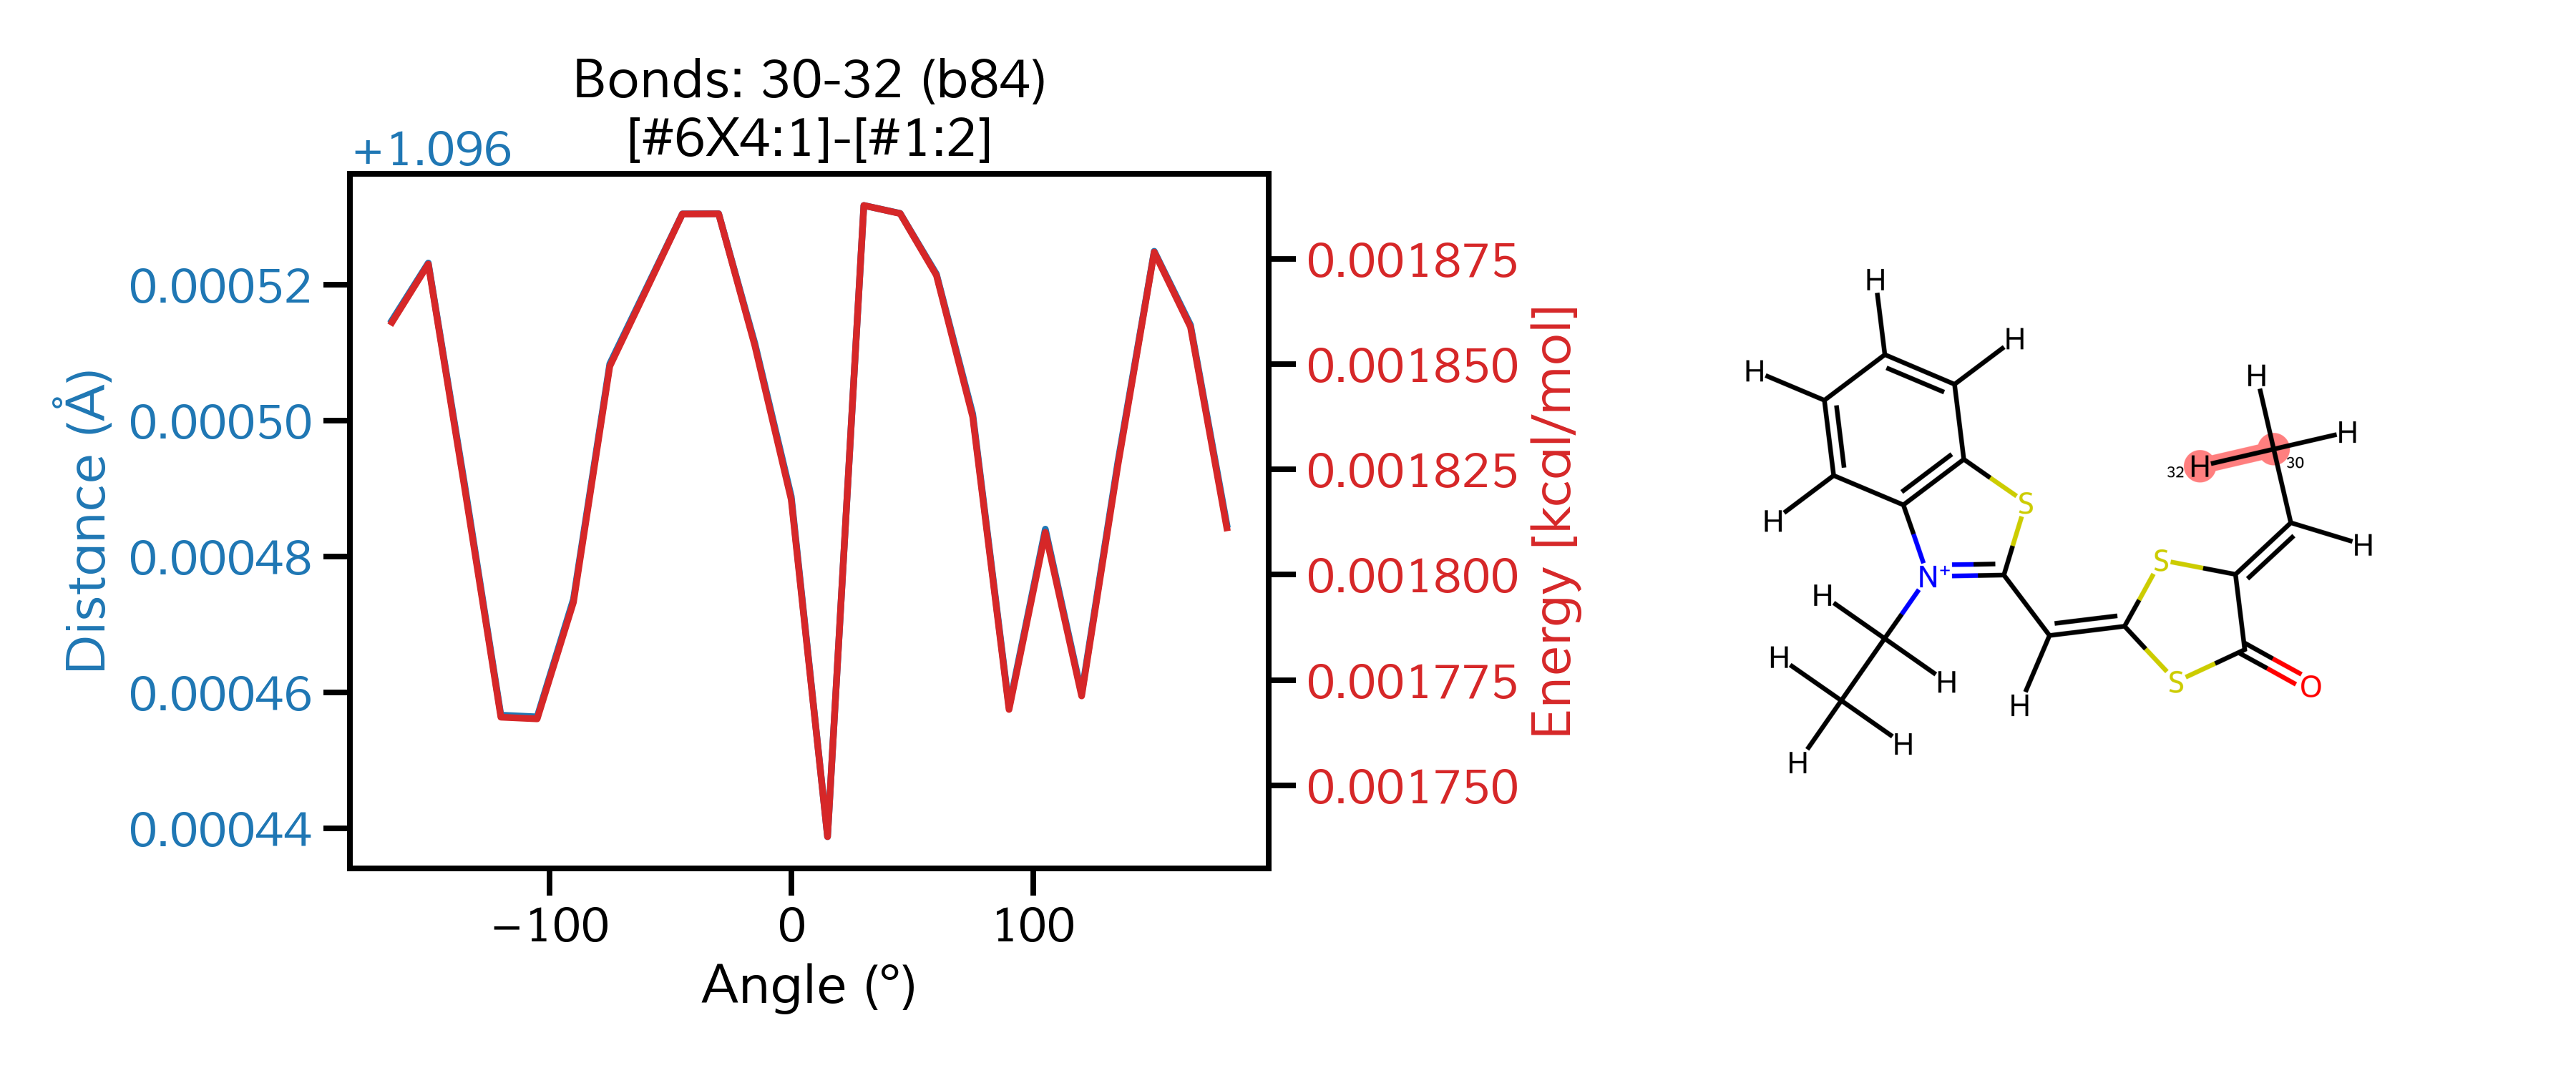 Bonds: 30-32 (b84)
[#6X4:1]-[#1:2]
+1.096
0.00052
0.00050
0.00048
0.00046
0.00044
Distance (Å)
−100
0
100
Angle (°)
0.001875
0.001850
0.001825
0.001800
0.001775
0.001750
Energy [kcal/mol]
H
H
H
H
H
H
32 H
30
S
H
S
N+
H
H
H
S
O
H
H
H